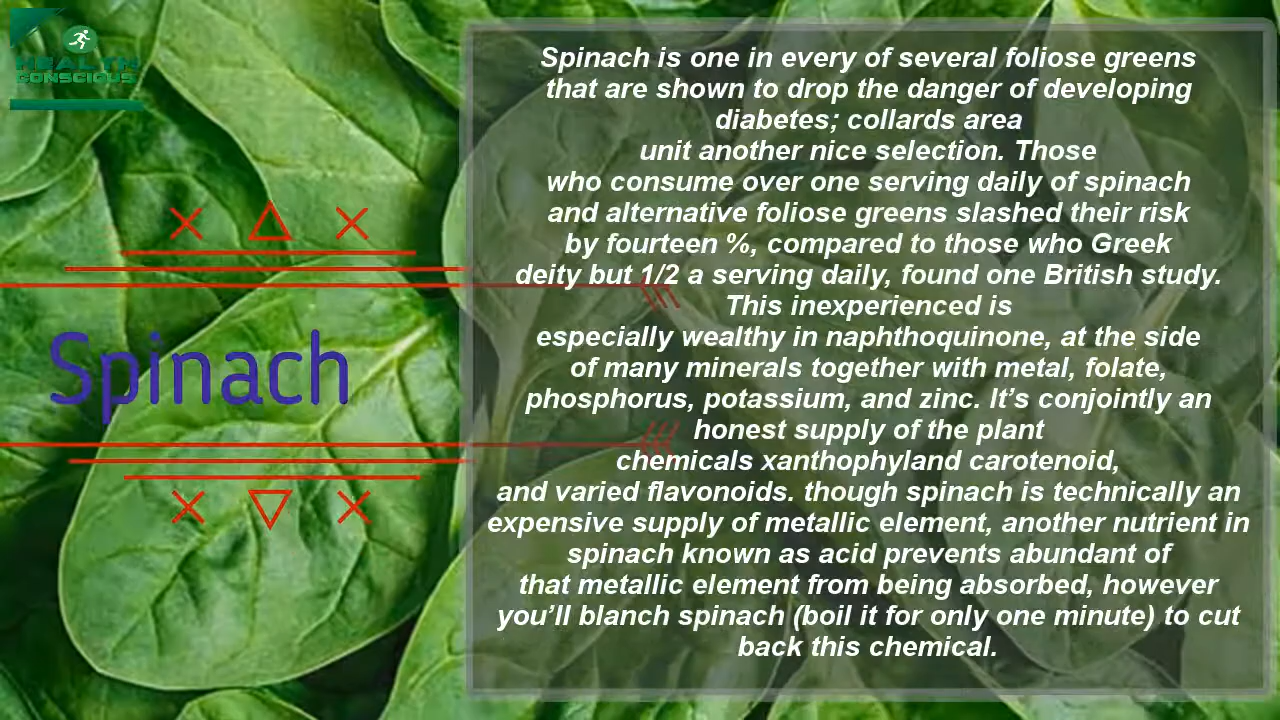 HEALTH
CONSCIOUS
Spinach
Spinach is one in every of several foliose greens
that are shown to drop the danger of developing
diabetes; collards area
unit another nice selection. Those
who consume over one serving daily of spinach
and alternative foliose greens slashed their risk
by fourteen %, compared to those who Greek
deity but 1/2 a serving daily, found one British study.
This inexperienced is
especially wealthy in naphthoquinone, at the side
of many minerals together with metal, folate,
phosphorus, potassium, and zinc. It’s conjointly an
honest supply of the plant
chemicals xanthophyland carotenoid,
and varied flavonoids. though spinach is technically an
expensive supply of metallic element, another nutrient in
spinach known as acid prevents abundant of
that metallic element from being absorbed, however
you’ll blanch spinach (boil it for only one minute) to cut
back this chemical.